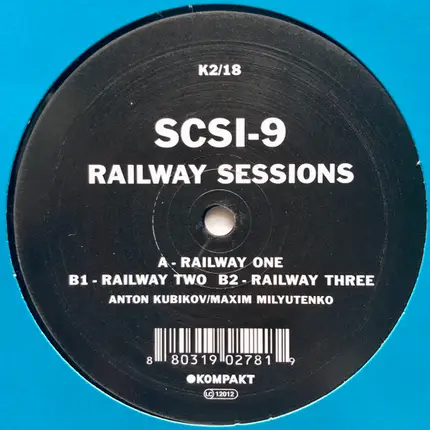 K2/18
SCSI-9
RAILWAY SESSIONS
A - RAILWAY ONE
B1 - RAILWAY TWO B2 - RAILWAY THREE
ANTON KUBIKOV/MAXIM MILYUTENKO
8 80319 02781 9
KOMPAKT
LC 12012